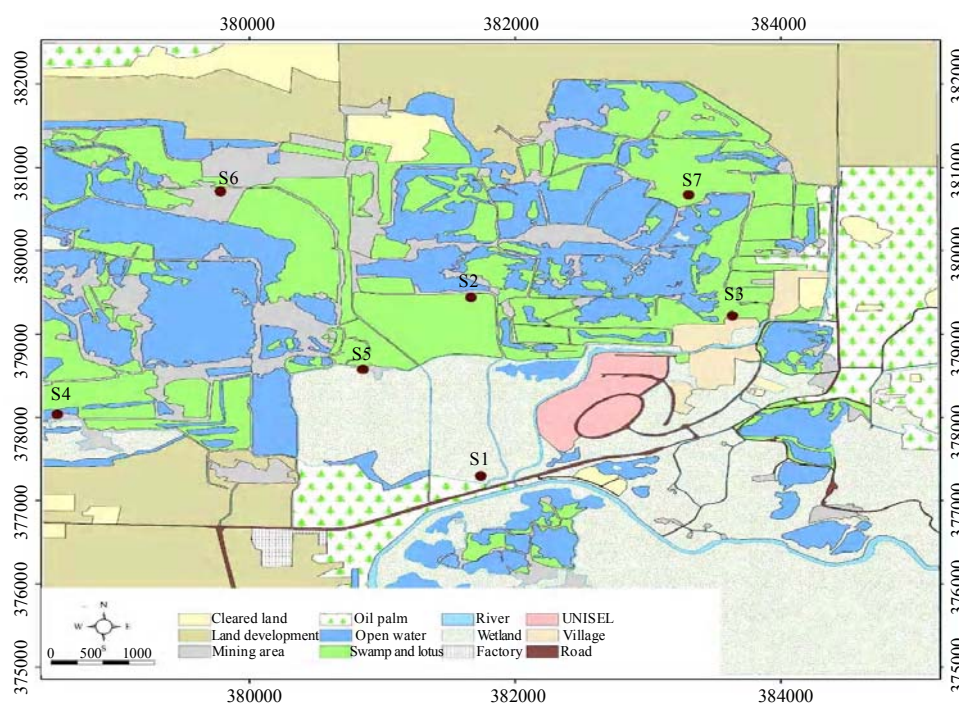 380000 382000 384000
382000 382000
381000 381000
S6 S7
380000 380000
S2 S3
379000 379000
S5
S4
378000 378000
S1
377000 377000
376000 376000
N
W E
S
0 500 1000
Cleared land Oil palm River UNISEL
Land development Open water Wetland Village
Mining area Swamp and lotus Factory Road
375000 375000
380000 382000 384000